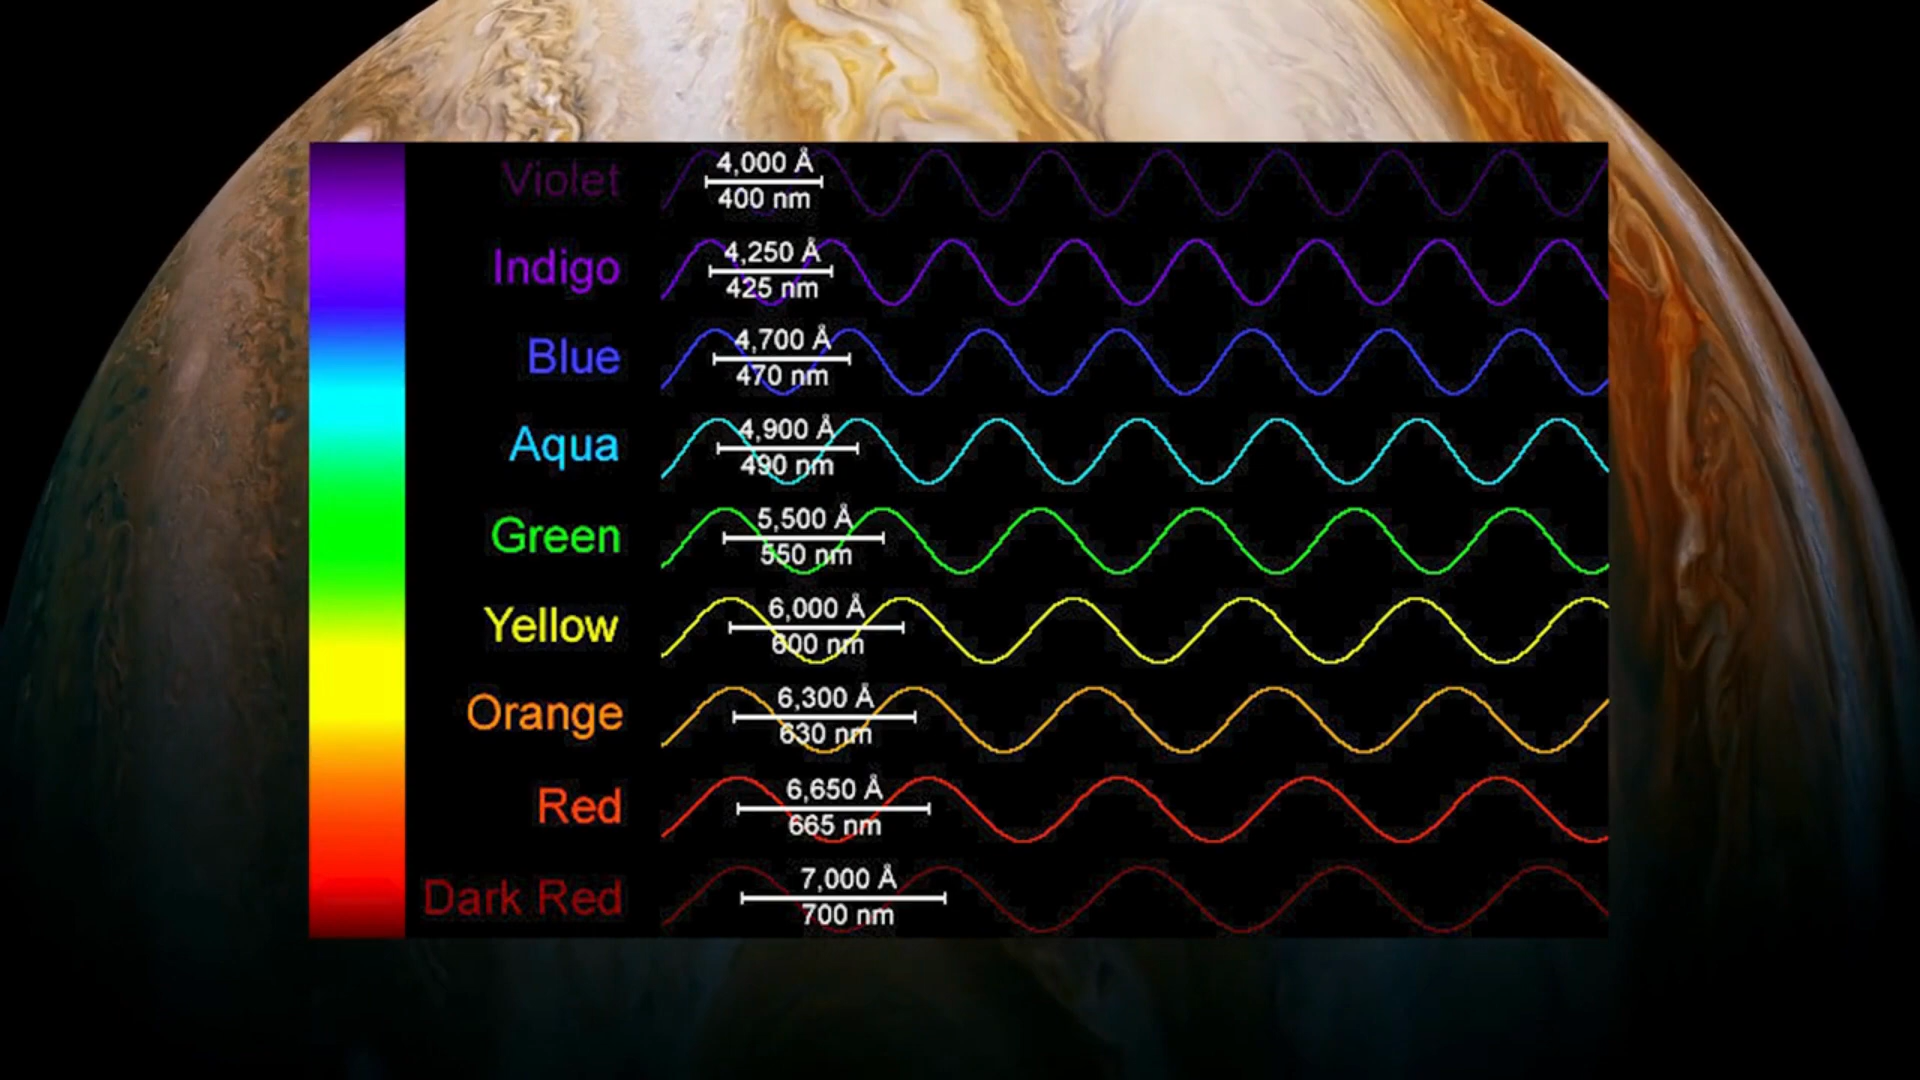 Violet
4,000 Å
400 nm
Indigo
4,250 Å
425 nm
Blue
4,700 Å
470 nm
Aqua
4,900 Å
490 nm
Green
5,500 Å
550 nm
Yellow
6,000 Å
600 nm
Orange
6,300 Å
630 nm
Red
6,650 Å
665 nm
Dark Red
7,000 Å
700 nm